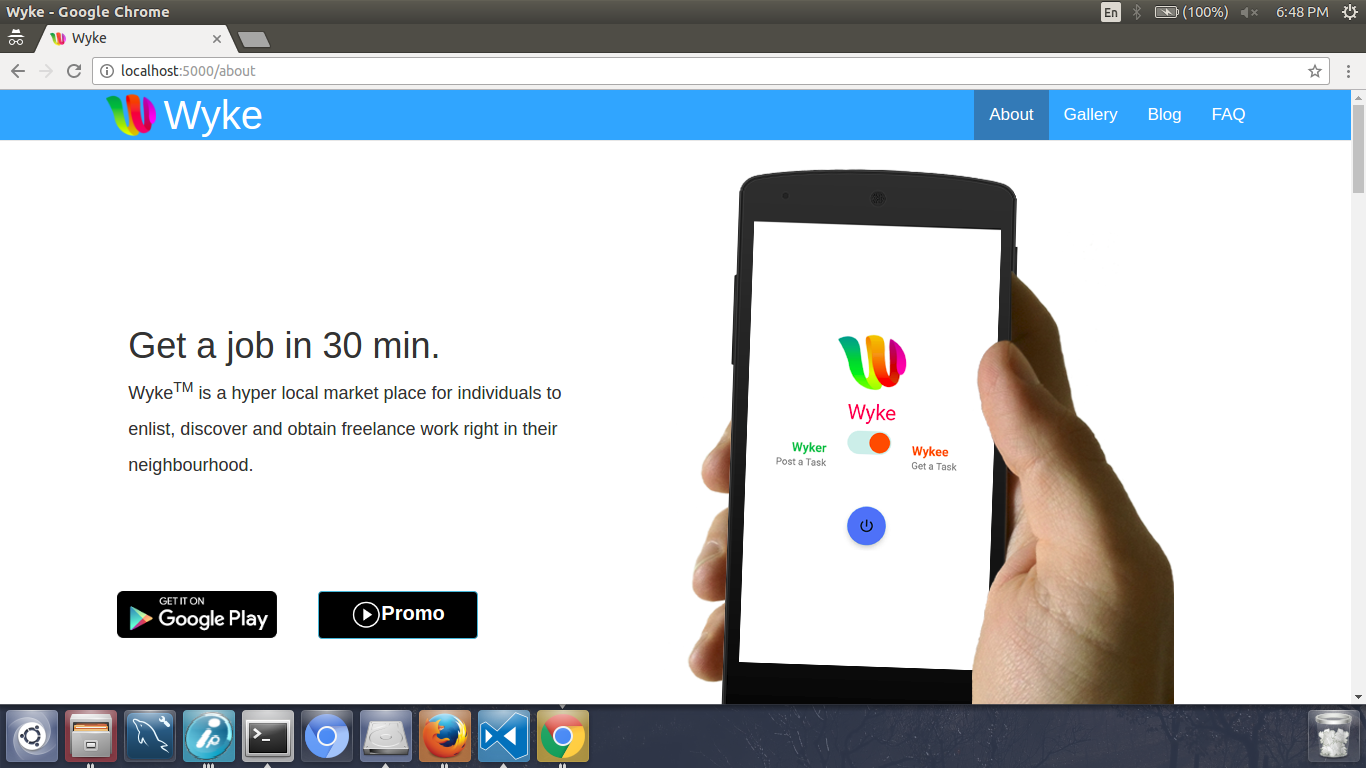 Wyke - Google Chrome
En
(100%)
6:48 PM
Wyke
localhost:5000/about
Wyke
About
Gallery
Blog
FAQ
Get a job in 30 min.
Wyke™ is a hyper local market place for individuals to
enlist, discover and obtain freelance work right in their
neighbourhood.
GET IT ON
Google Play
Promo
Wyke
Wyker
Post a Task
Wykee
Get a Task